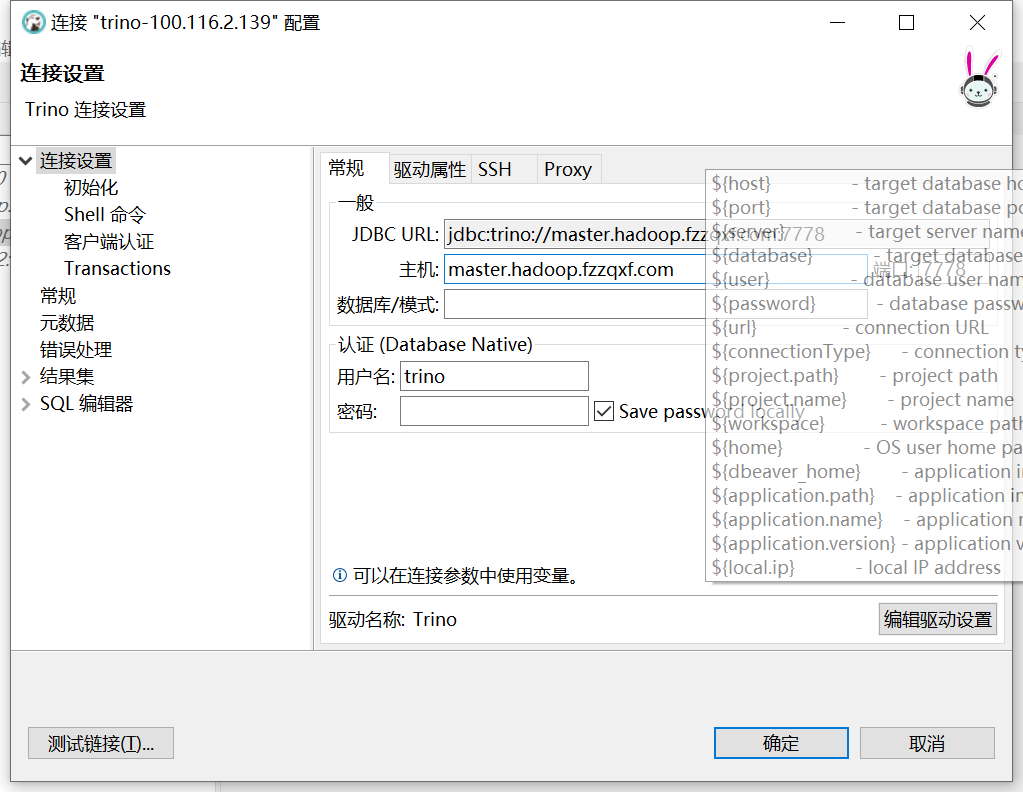 连接 "trino-100.116.2.139" 配置
连接设置
Trino 连接设置
连接设置
初始化
Shell 命令
客户端认证
Transactions
常规
元数据
错误处理
结果集
SQL 编辑器
常规 驱动属性 SSH Proxy
一般
JDBC URL: jdbc:trino://master.hadoop.fzzqxf.com:7778
主机: master.hadoop.fzzqxf.com 端口: 7778
数据库/模式:
认证 (Database Native)
用户名: trino
密码: Save password locally
${host} - target database ho
${port} - target database po
${server} - target server name
${database} - target database
${user} - database user nam
${password} - database passw
${url} - connection URL
${connectionType} - connection ty
${project.path} - project path
${project.name} - project name
${workspace} - workspace path
${home} - OS user home pa
${dbeaver_home} - application in
${application.path} - application in
${application.name} - application n
${application.version} - application v
${local.ip} - local IP address
可以在连接参数中使用变量。
驱动名称: Trino 编辑驱动设置
测试链接(T)... 确定 取消